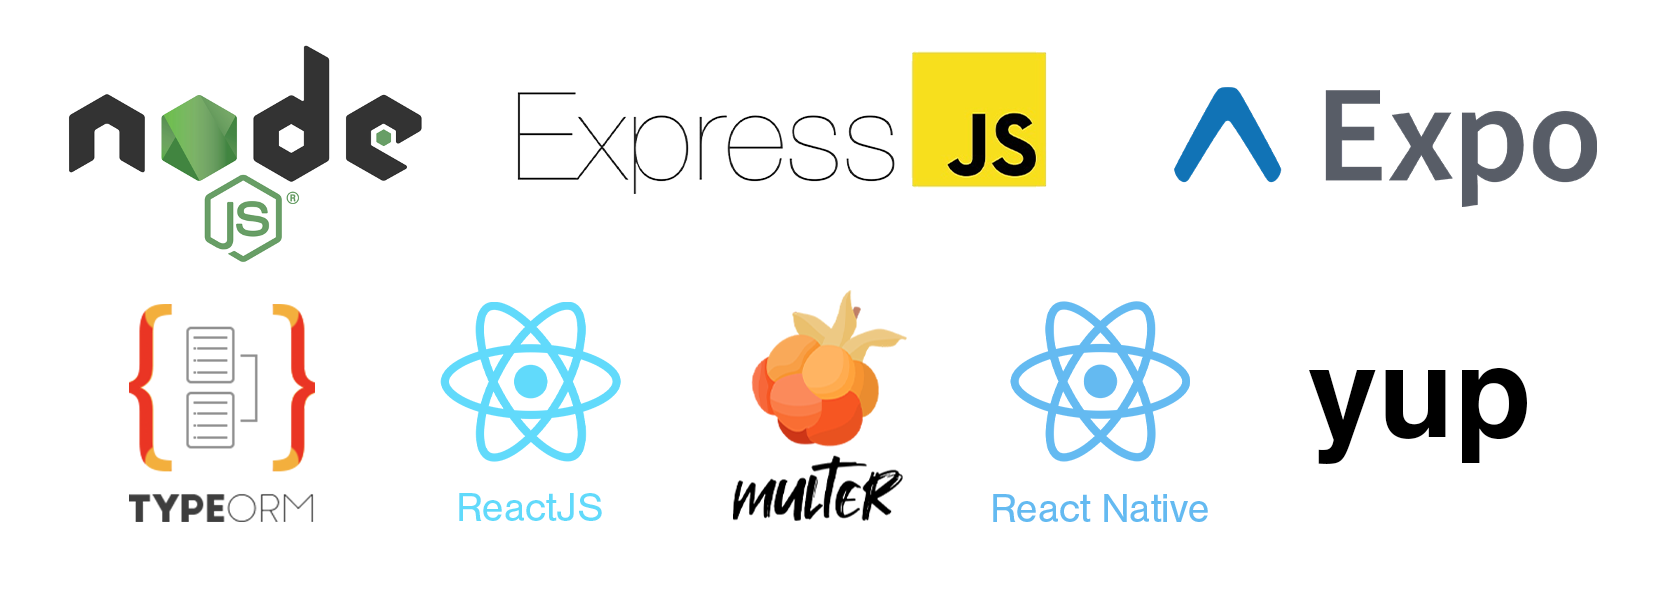 node
JS®
Express JS
Expo
TYPEORM
ReactJS
MULTER
React Native
yup